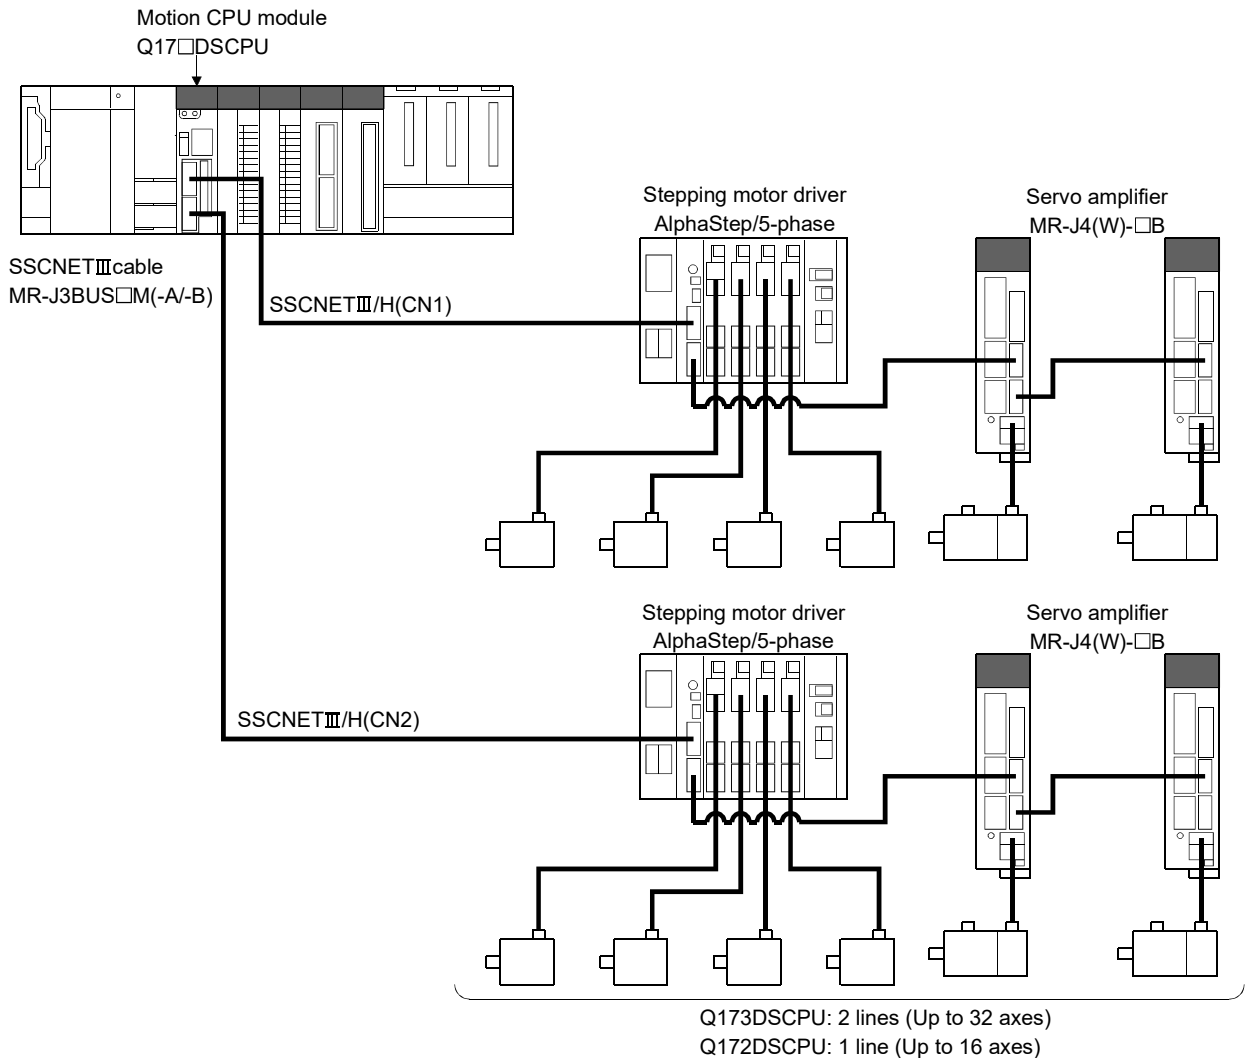 Motion CPU module
Q17□DSCPU
SSCNETⅢcable
MR-J3BUS□M(-A/-B)
SSCNETⅢ/H(CN1)
Stepping motor driver
AlphaStep/5-phase
Servo amplifier
MR-J4(W)-□B
SSCNETⅢ/H(CN2)
Stepping motor driver
AlphaStep/5-phase
Servo amplifier
MR-J4(W)-□B
Q173DSCPU: 2 lines (Up to 32 axes)
Q172DSCPU: 1 line (Up to 16 axes)